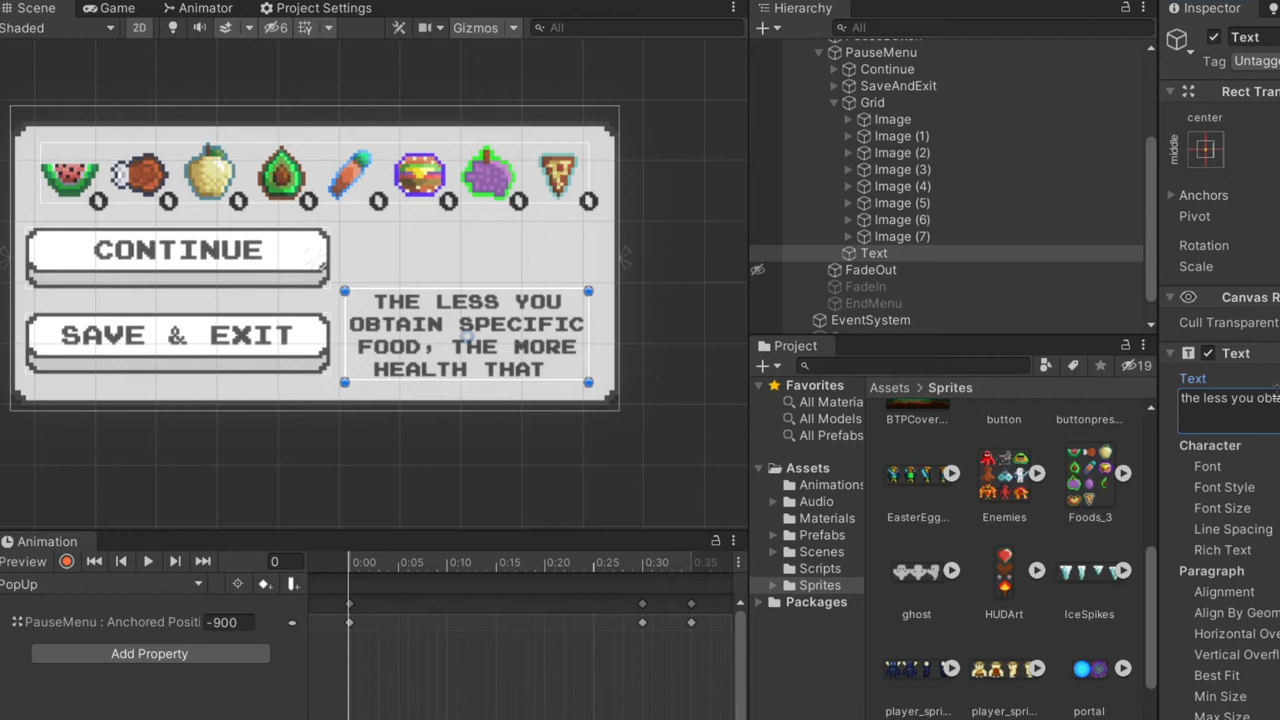 Scene
Game
Animator
Project Settings
Shaded
2D
6
Gizmos
All
0 0 0 0 0 0 0 0
CONTINUE
SAVE & EXIT
THE LESS YOU
OBTAIN SPECIFIC
FOOD, THE MORE
HEALTH THAT
Animation
Preview
0
0:00 0:05 0:10 0:15 0:20 0:25 0:30 0:35
PopUp
PauseMenu : Anchored Positi
-900
Add Property
Hierarchy
All
PauseMenu
Continue
SaveAndExit
Grid
Image
Image (1)
Image (2)
Image (3)
Image (4)
Image (5)
Image (6)
Image (7)
Text
FadeOut
FadeIn
EndMenu
EventSystem
Project
19
Favorites
All Materia
All Models
All Prefabs
Assets
Animations
Audio
Materials
Prefabs
Scenes
Scripts
Sprites
Packages
Assets > Sprites
BTPCover...
button
buttonpres...
EasterEgg...
Enemies
Foods_3
ghost
HUDArt
IceSpikes
player_spri...
player_spri...
portal
Inspector
Text
Tag Untagge
Rect Tra
center
middle
Anchors
Pivot
Rotation
Scale
Canvas R
Cull Transparent
Text
Text
the less you obt
Character
Font
Font Style
Font Size
Line Spacing
Rich Text
Paragraph
Alignment
Align By Geom
Horizontal Ove
Vertical Overfl
Best Fit
Min Size
Max Size